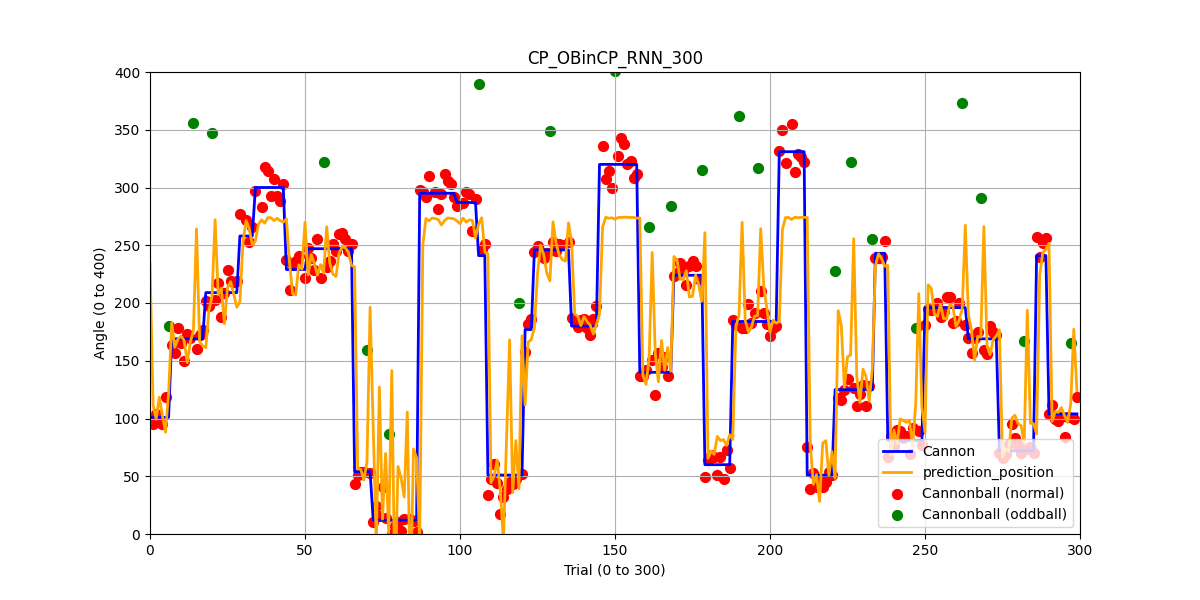 CP_OBinCP_RNN_300
Angle (0 to 400)
400
350
300
250
200
150
100
50
0
0 50 100 150 200 250 300
Trial (0 to 300)
Cannon
prediction_position
Cannonball (normal)
Cannonball (oddball)